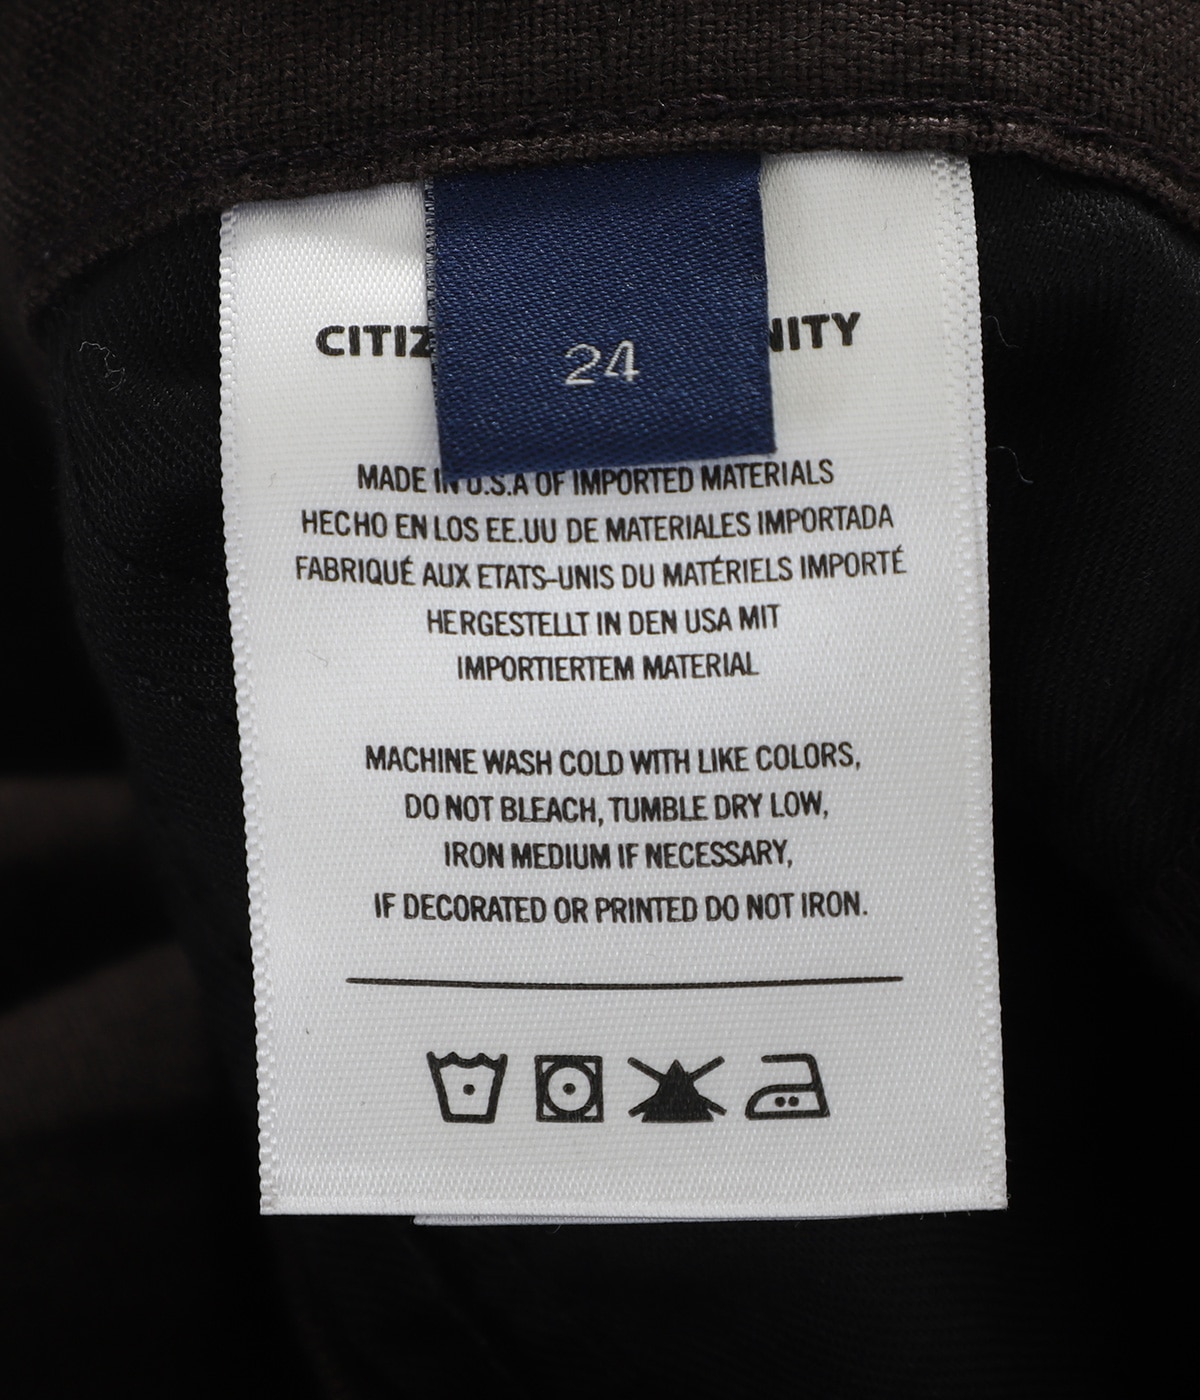 CITIZ NITY
24
MADE IN U.S.A OF IMPORTED MATERIALS
HECHO EN LOS EE.UU DE MATERIALES IMPORTADA
FABRIQUÉ AUX ETATS-UNIS DU MATÉRIELS IMPORTÉ
HERGESTELLT IN DEN USA MIT
IMPORTIERTEM MATERIAL
MACHINE WASH COLD WITH LIKE COLORS,
DO NOT BLEACH, TUMBLE DRY LOW,
IRON MEDIUM IF NECESSARY,
IF DECORATED OR PRINTED DO NOT IRON.